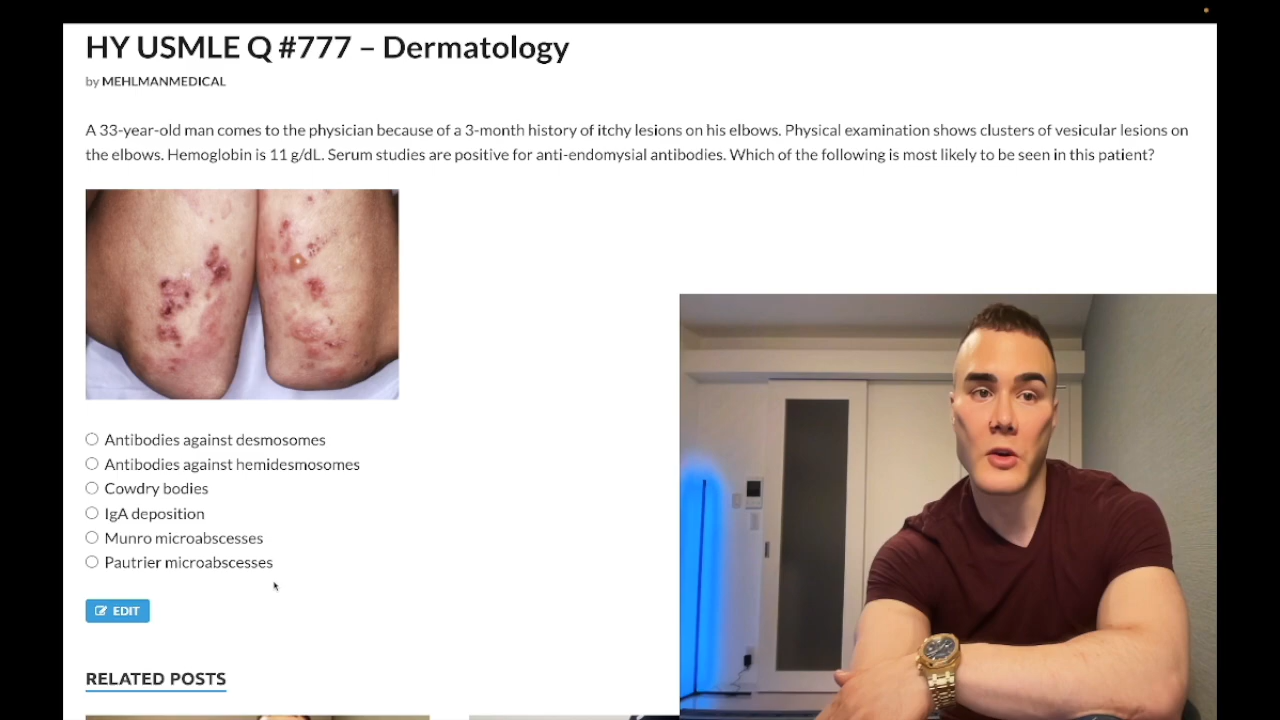 HY USMLE Q #777 – Dermatology
by MEHLMANMEDICAL
A 33-year-old man comes to the physician because of a 3-month history of itchy lesions on his elbows. Physical examination shows clusters of vesicular lesions on
the elbows. Hemoglobin is 11 g/dL. Serum studies are positive for anti-endomysial antibodies. Which of the following is most likely to be seen in this patient?
Antibodies against desmosomes
Antibodies against hemidesmosomes
Cowdry bodies
IgA deposition
Munro microabscesses
Pautrier microabscesses
EDIT
RELATED POSTS